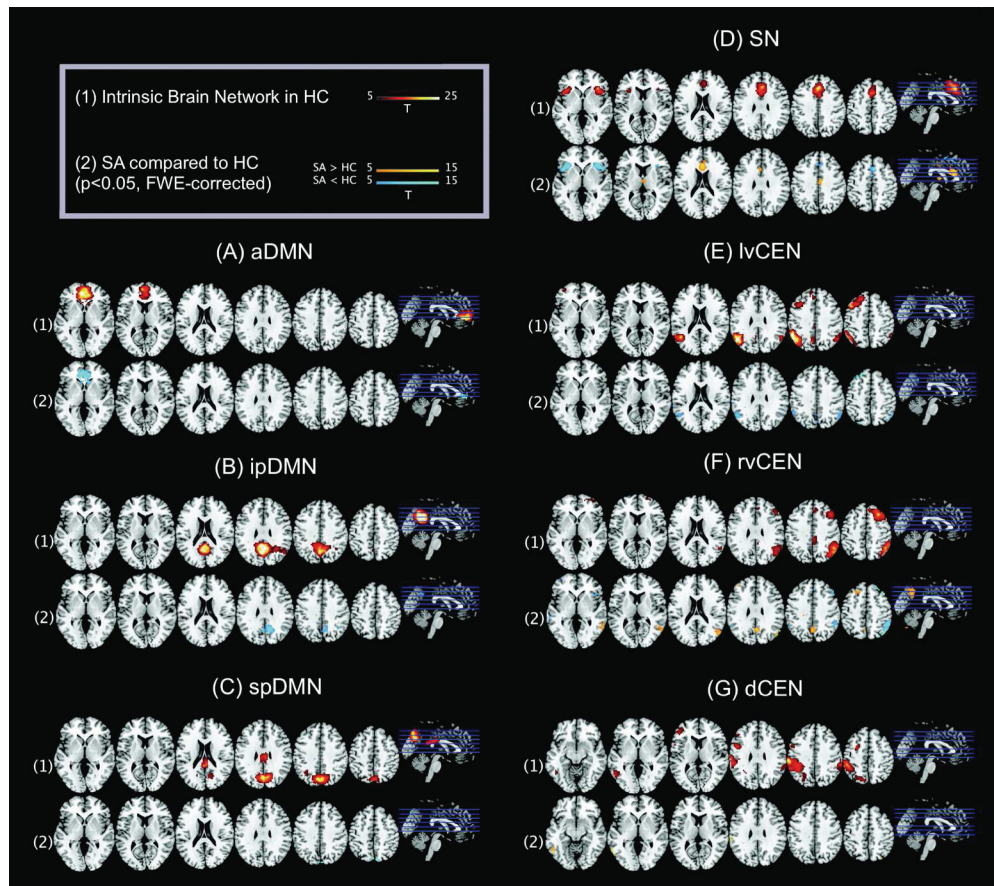 (D) SN
(1) Intrinsic Brain Network in HC 5 25
T
(2) SA compared to HC
(p<0.05, FWE-corrected)
SA > HC 5 15
SA < HC 5 15
T
(1)
(2)
(A) aDMN
(1)
(2)
(E) lvCEN
(1)
(2)
(B) ipDMN
(1)
(2)
(F) rvCEN
(1)
(2)
(C) spDMN
(1)
(2)
(G) dCEN
(1)
(2)